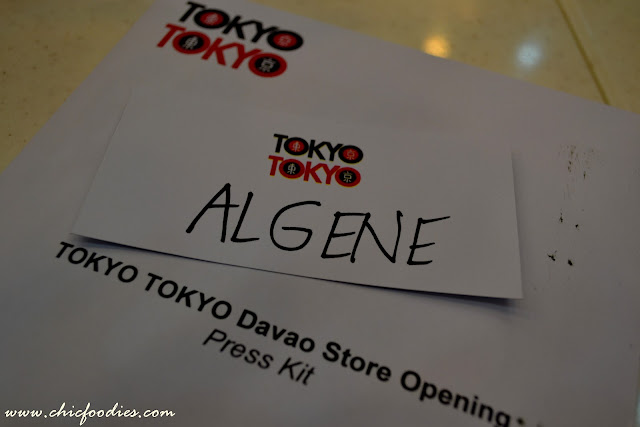 TOKYO
TOKYO
TOKYO
TOKYO
ALGENE
TOKYO TOKYO Davao Store Opening:
Press Kit
www.chicfoodies.com